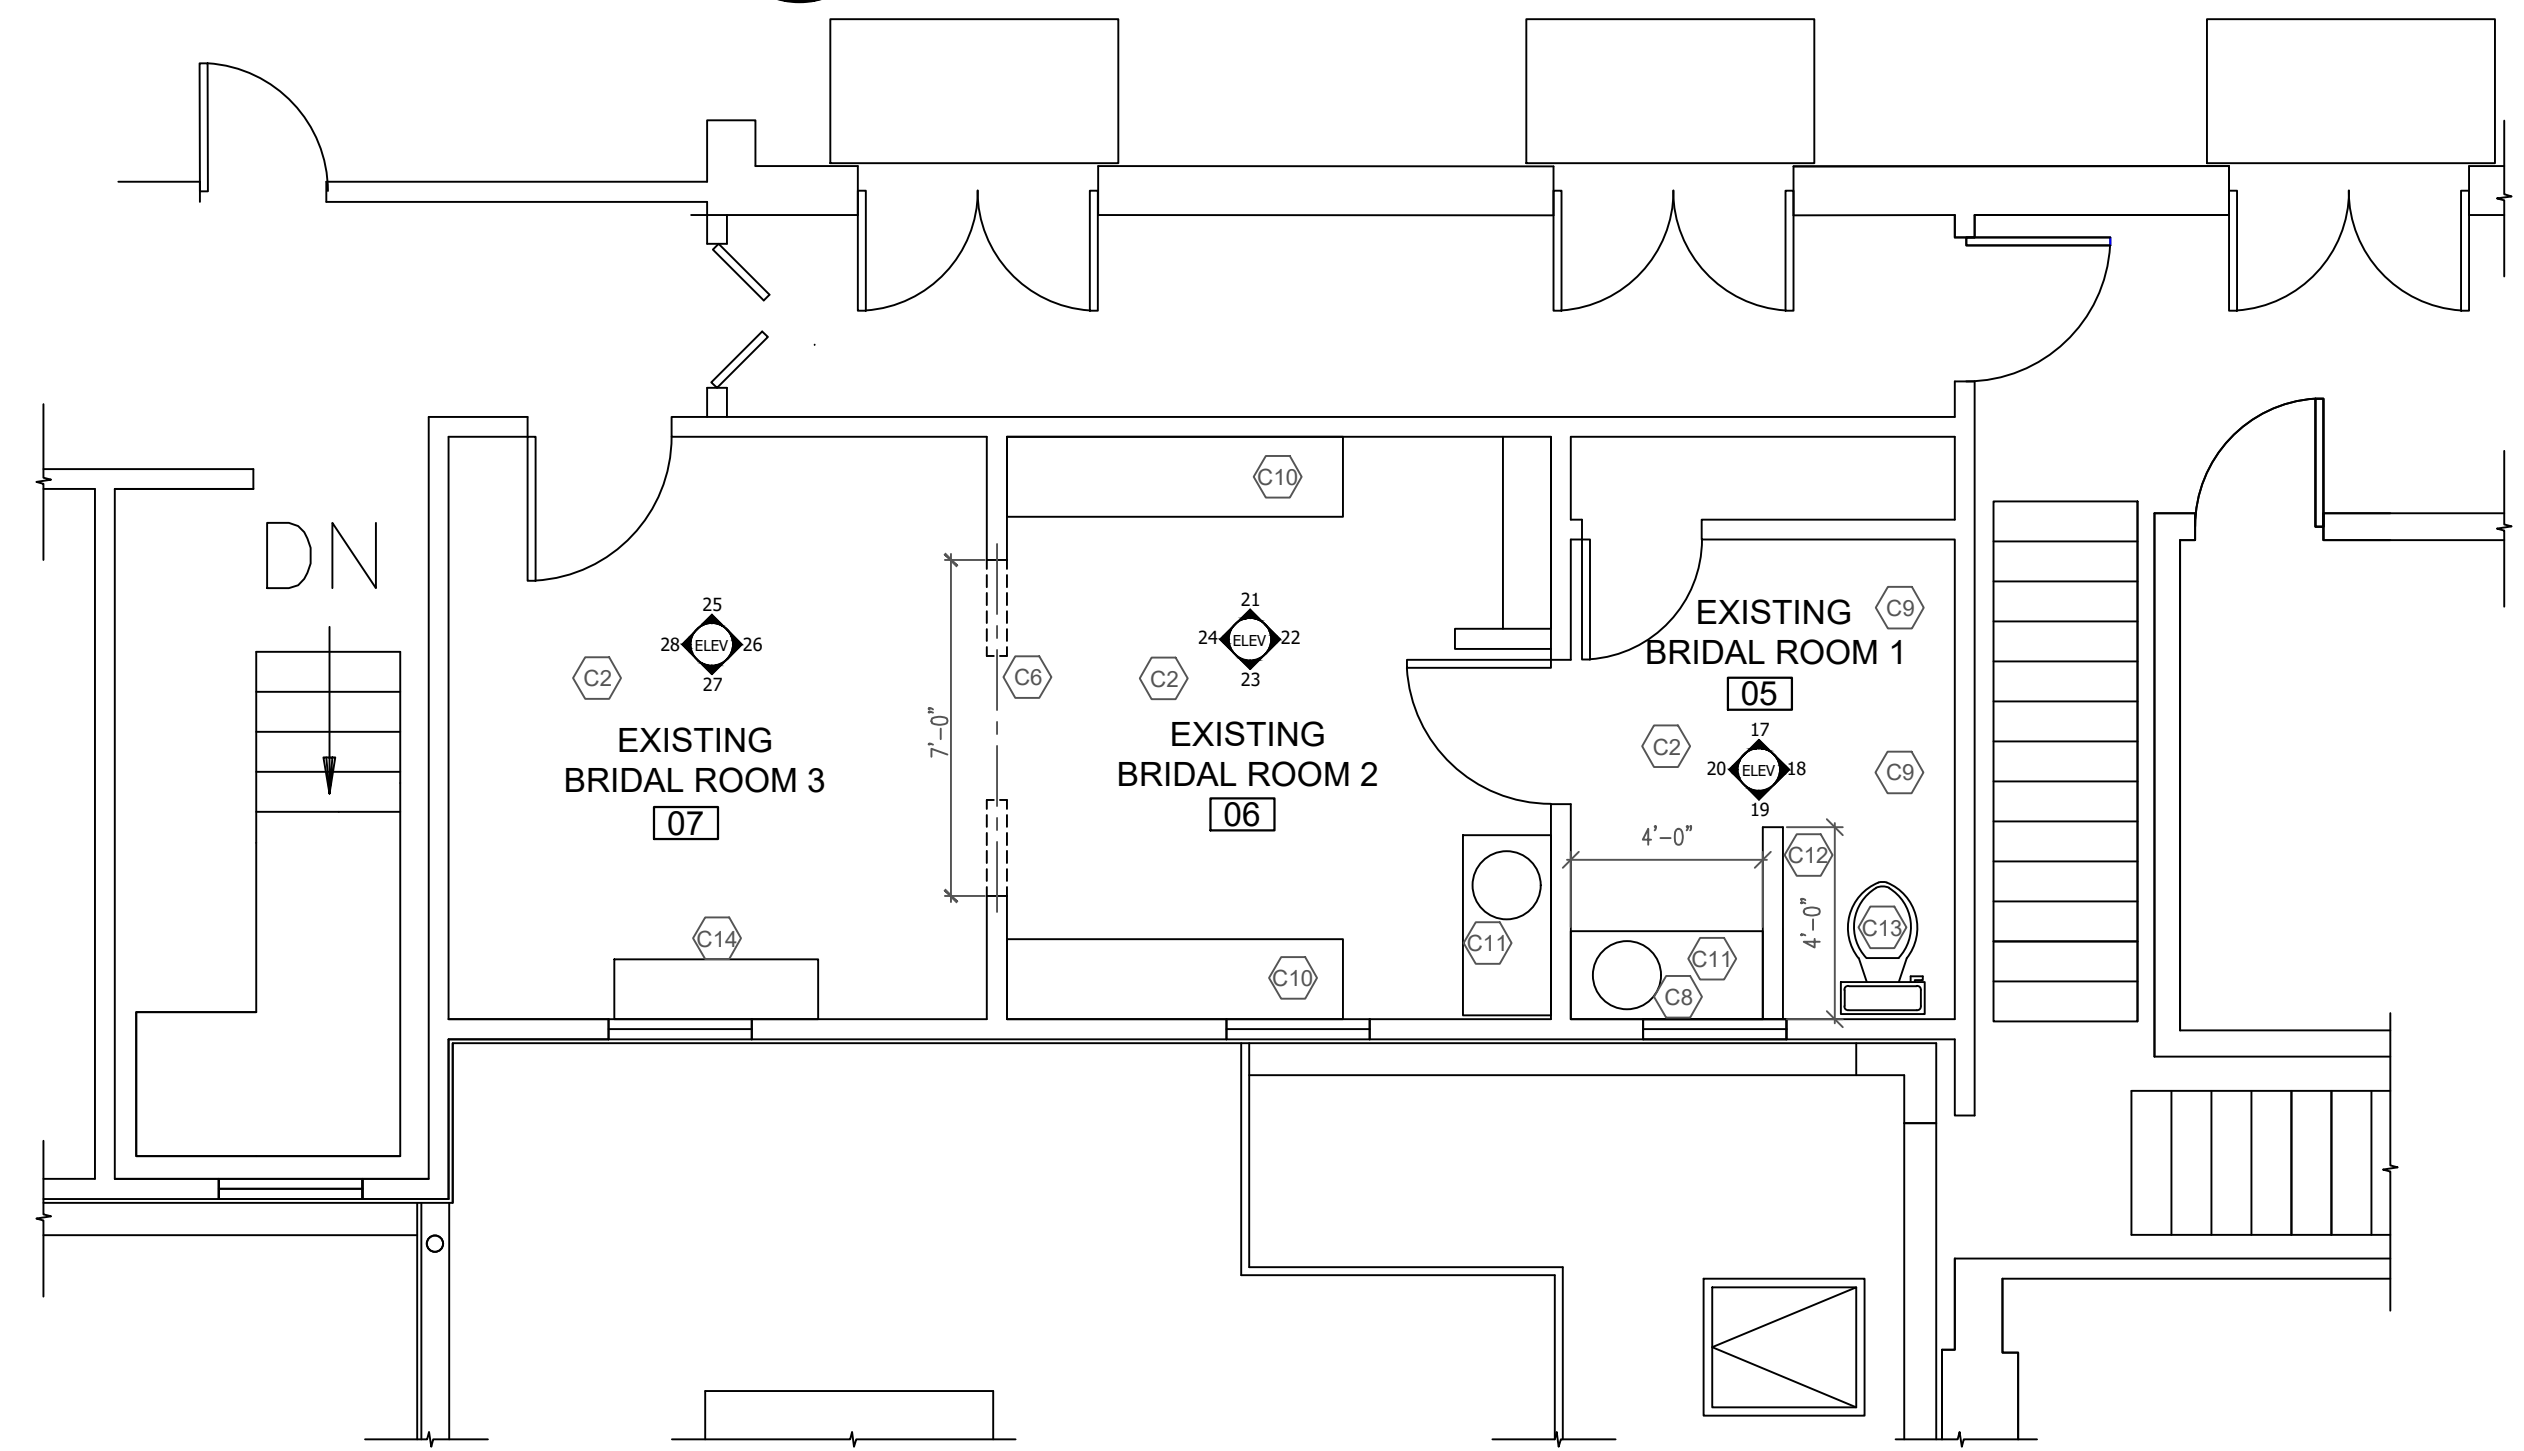 C10
DN
25
28 ELEV 26
27
C2
EXISTING
BRIDAL ROOM 3
07
C14
7'-0"
C6
21
24 ELEV 22
23
C2
EXISTING
BRIDAL ROOM 2
06
C10
C11
EXISTING
BRIDAL ROOM 1
05
C9
C2
17
20 ELEV 18
19
C9
4'-0"
C12
4'-0"
C13
C11
C8